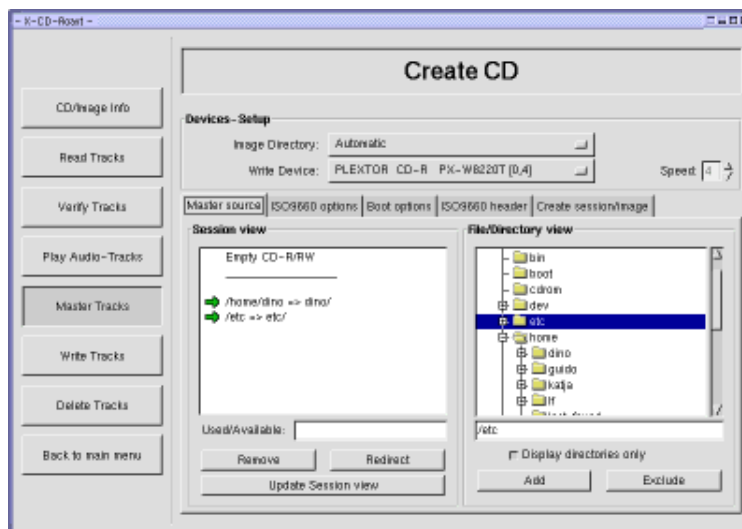 - X-CD-Roast -
Create CD
CD/Image Info
Read Tracks
Verify Tracks
Play Audio-Tracks
Master Tracks
Write Tracks
Delete Tracks
Back to main menu
Devices-Setup
Image Directory: Automatic
Write Device: PLEXTOR CD-R PX-W8220T [0,4] Speed: 4
Master source ISO9660 options Boot options ISO9660 header Create session/image
Session view
Empty CD-R/RW
/home/dino => dino/
/etc => etc/
Used/Available:
Remove Redirect
Update Session view
File/Directory view
bin
boot
cdrom
dev
etc
home
dino
guido
katja
lf
/etc
Display directories only
Add Exclude